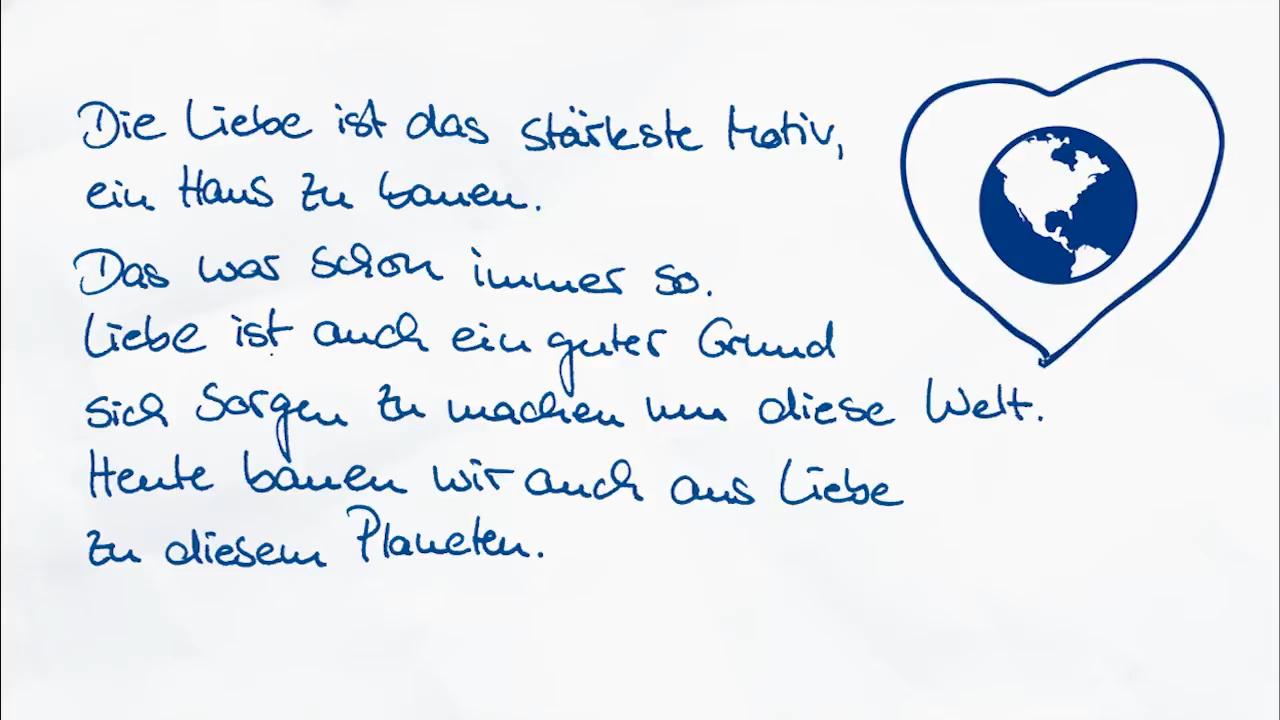 Die Liebe ist das stärkste Motiv,
ein Haus zu bauen.
Das war schon immer so.
Liebe ist auch ein guter Grund
sich Sorgen zu machen um diese Welt.
Heute bauen wir auch aus Liebe
zu diesem Planeten.